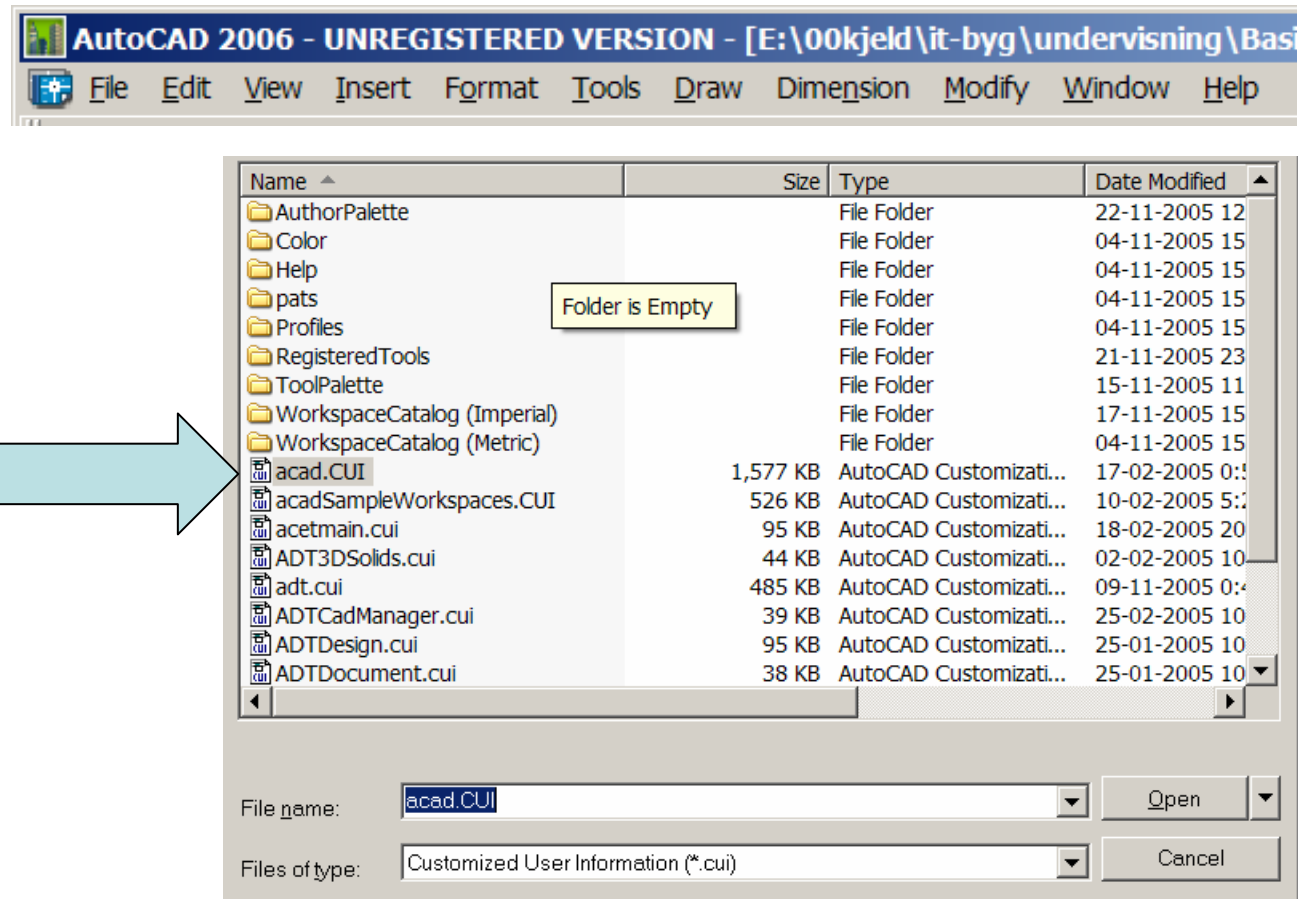 AutoCAD 2006 - UNREGISTERED VERSION - [E:\00kjeld\it-byg\undervisning\Basi
File Edit View Insert Format Tools Draw Dimension Modify Window Help
Name Size Type Date Modified
AuthorPalette File Folder 22-11-2005 12
Color File Folder 04-11-2005 15
Help File Folder 04-11-2005 15
pats File Folder 04-11-2005 15
Folder is Empty
Profiles File Folder 04-11-2005 15
RegisteredTools File Folder 21-11-2005 23
ToolPalette File Folder 15-11-2005 11
WorkspaceCatalog (Imperial) File Folder 17-11-2005 15
WorkspaceCatalog (Metric) File Folder 04-11-2005 15
acad.CUI 1,577 KB AutoCAD Customizati... 17-02-2005 0:5
acadSampleWorkspaces.CUI 526 KB AutoCAD Customizati... 10-02-2005 5:2
acetmain.cui 95 KB AutoCAD Customizati... 18-02-2005 20
ADT3DSolids.cui 44 KB AutoCAD Customizati... 02-02-2005 10
adt.cui 485 KB AutoCAD Customizati... 09-11-2005 0:4
ADTCadManager.cui 39 KB AutoCAD Customizati... 25-02-2005 10
ADTDesign.cui 95 KB AutoCAD Customizati... 25-01-2005 10
ADTDocument.cui 38 KB AutoCAD Customizati... 25-01-2005 10
File name: acad.CUI Open
Files of type: Customized User Information (*.cui) Cancel